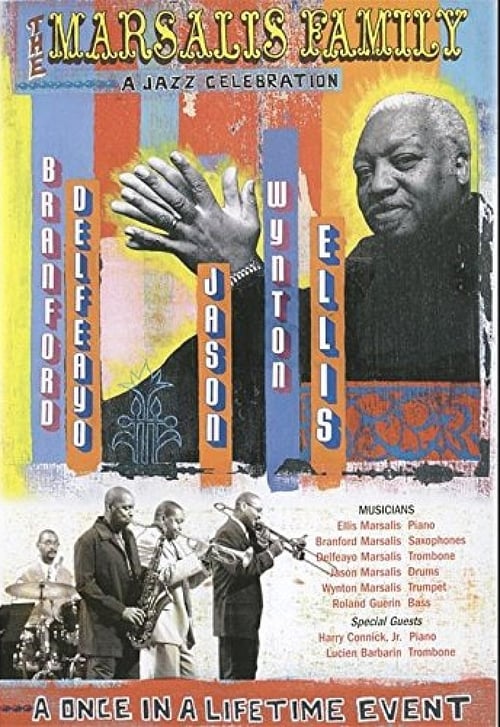 THE MARSALIS FAMILY
A JAZZ CELEBRATION
BRANFORD
DELFEAYO
JASON
WYNTON
ELLIS
MUSICIANS
Ellis Marsalis Piano
Branford Marsalis Saxophones
Delfeayo Marsalis Trombone
Jason Marsalis Drums
Wynton Marsalis Trumpet
Roland Guerin Bass
Special Guests
Harry Connick, Jr. Piano
Lucien Barbarin Trombone
A ONCE IN A LIFETIME EVENT